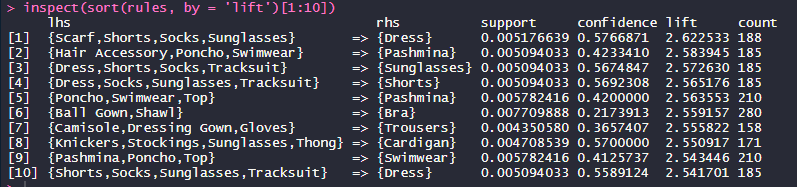 > inspect(sort(rules, by = 'lift')[1:10])
lhs rhs support confidence lift count
[1] {Scarf,Shorts,Socks,Sunglasses} => {Dress} 0.005176639 0.5766871 2.622533 188
[2] {Hair Accessory,Poncho,Swimwear} => {Pashmina} 0.005094033 0.4233410 2.583945 185
[3] {Dress,Shorts,Socks,Tracksuit} => {Sunglasses} 0.005094033 0.5674847 2.572630 185
[4] {Dress,Socks,Sunglasses,Tracksuit} => {Shorts} 0.005094033 0.5692308 2.565176 185
[5] {Poncho,Swimwear,Top} => {Pashmina} 0.005782416 0.4200000 2.563553 210
[6] {Ball Gown,Shawl} => {Bra} 0.007709888 0.2173913 2.559157 280
[7] {Camisole,Dressing Gown,Gloves} => {Trousers} 0.004350580 0.3657407 2.555822 158
[8] {Knickers,Stockings,Sunglasses,Thong} => {Cardigan} 0.004708539 0.5700000 2.550917 171
[9] {Pashmina,Poncho,Top} => {Swimwear} 0.005782416 0.4125737 2.543446 210
[10] {Shorts,Socks,Sunglasses,Tracksuit} => {Dress} 0.005094033 0.5589124 2.541701 185
>